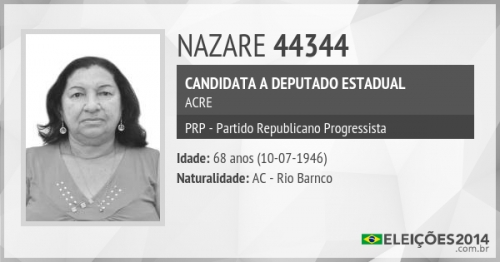 NAZARE 44344
CANDIDATA A DEPUTADO ESTADUAL
ACRE
PRP - Partido Republicano Progressista
Idade: 68 anos (10-07-1946)
Naturalidade: AC - Rio Barnco
ELEIÇÕES2014
.com.br